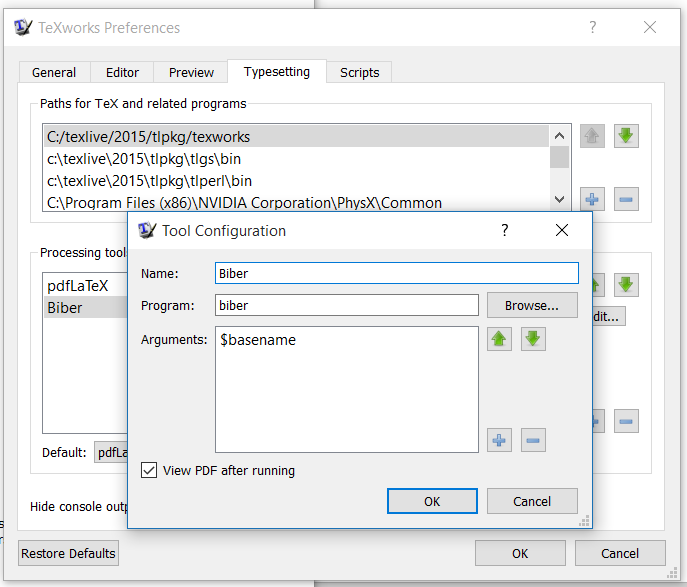 TeXworks Preferences
General Editor Preview Typesetting Scripts
Paths for TeX and related programs
C:/texlive/2015/tlpkg/texworks
c:\texlive\2015\tlpkg\tlgs\bin
c:\texlive\2015\tlpkg\tlperl\bin
C:\Program Files (x86)\NVIDIA Corporation\PhysX\Common
Tool Configuration
Processing tool
Name: Biber
pdfLaTeX
Program: biber Browse...
Biber
dit...
Arguments: $basename
Default: pdfLa
View PDF after running
OK Cancel
Hide console outp
Restore Defaults OK Cancel